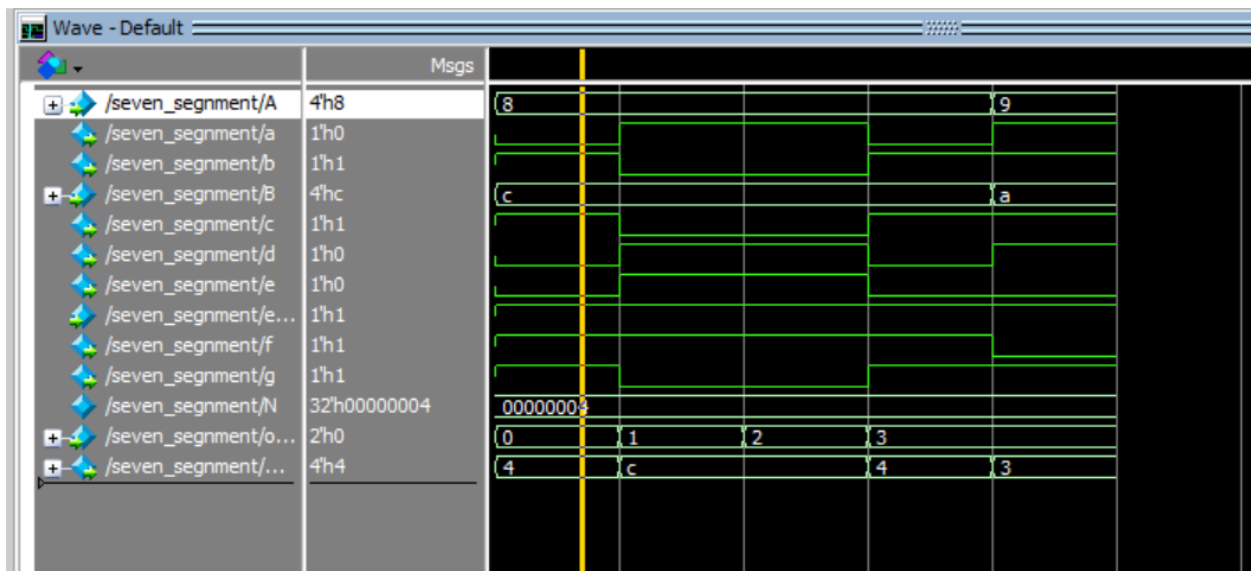 Wave - Default
Msgs
/seven_segnment/A 4'h8 8 9
/seven_segnment/a 1'h0
/seven_segnment/b 1'h1
/seven_segnment/B 4'hc c a
/seven_segnment/c 1'h1
/seven_segnment/d 1'h0
/seven_segnment/e 1'h0
/seven_segnment/e... 1'h1
/seven_segnment/f 1'h1
/seven_segnment/g 1'h1
/seven_segnment/N 32'h00000004 00000004
/seven_segnment/o... 2'h0 0 1 2 3
/seven_segnment/... 4'h4 4 c 4 3